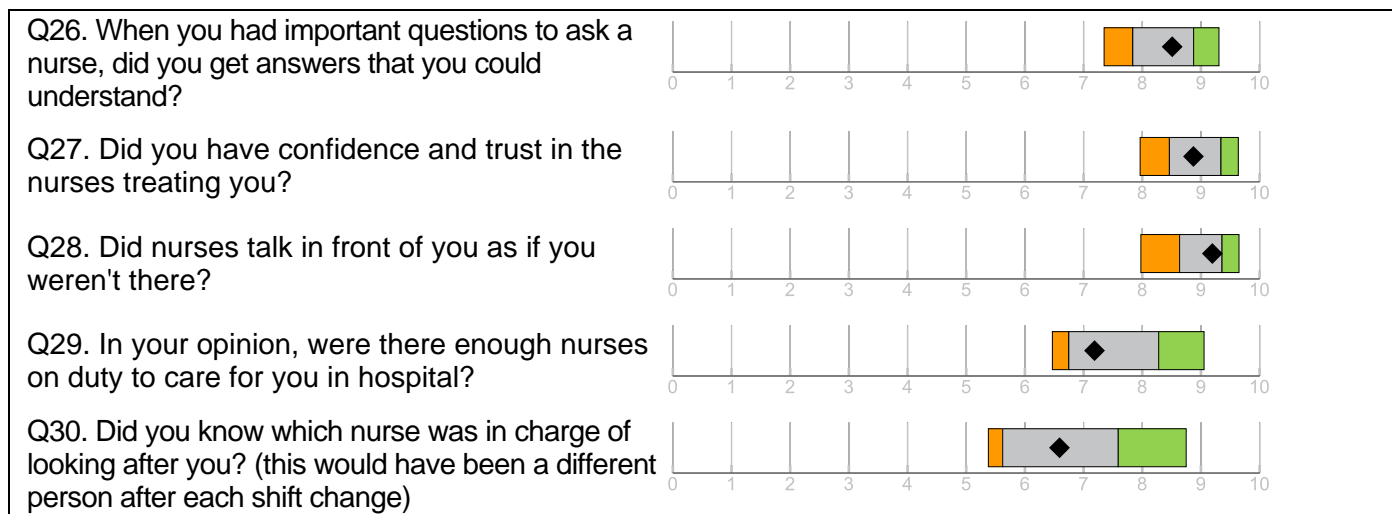 Q26. When you had important questions to ask a
nurse, did you get answers that you could
understand?
0 1 2 3 4 5 6 7 8 9 10
Q27. Did you have confidence and trust in the
nurses treating you?
0 1 2 3 4 5 6 7 8 9 10
Q28. Did nurses talk in front of you as if you
weren't there?
0 1 2 3 4 5 6 7 8 9 10
Q29. In your opinion, were there enough nurses
on duty to care for you in hospital?
0 1 2 3 4 5 6 7 8 9 10
Q30. Did you know which nurse was in charge of
looking after you? (this would have been a different
person after each shift change)
0 1 2 3 4 5 6 7 8 9 10